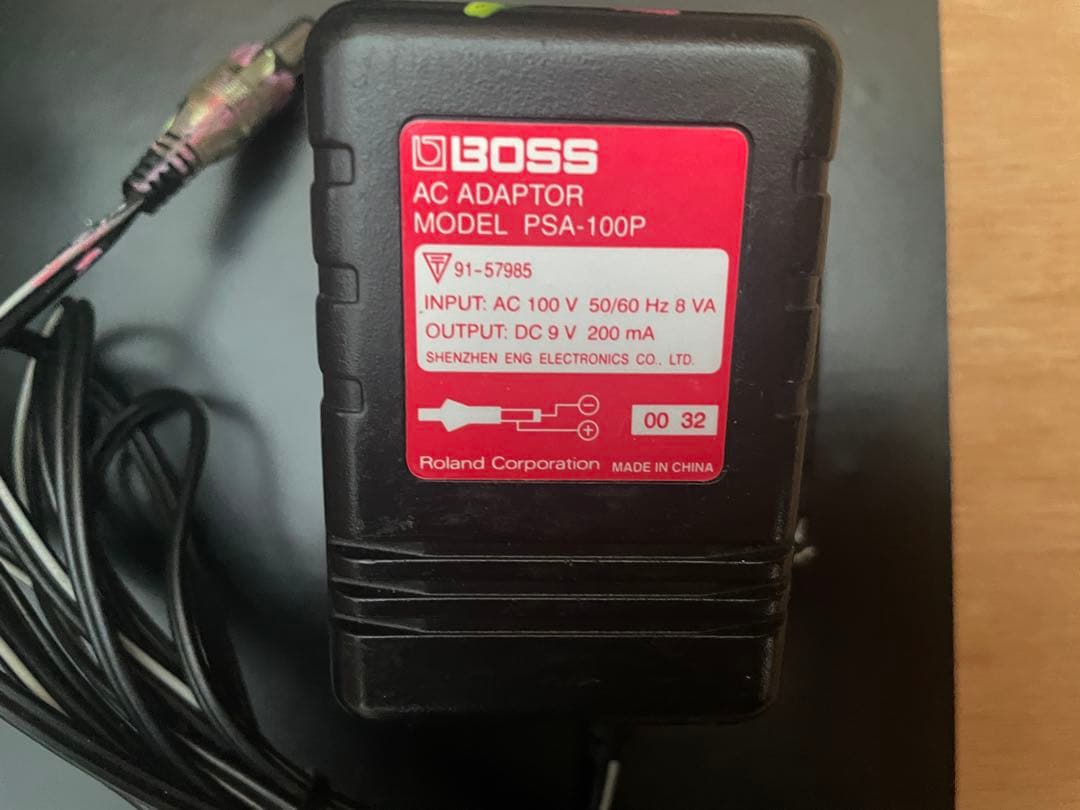 BOSS
AC ADAPTOR
MODEL PSA-100P
T 91-57985
INPUT: AC 100 V 50/60 Hz 8 VA
OUTPUT: DC 9 V 200 mA
SHENZHEN ENG ELECTRONICS CO., LTD.
−
+
00 32
Roland Corporation MADE IN CHINA